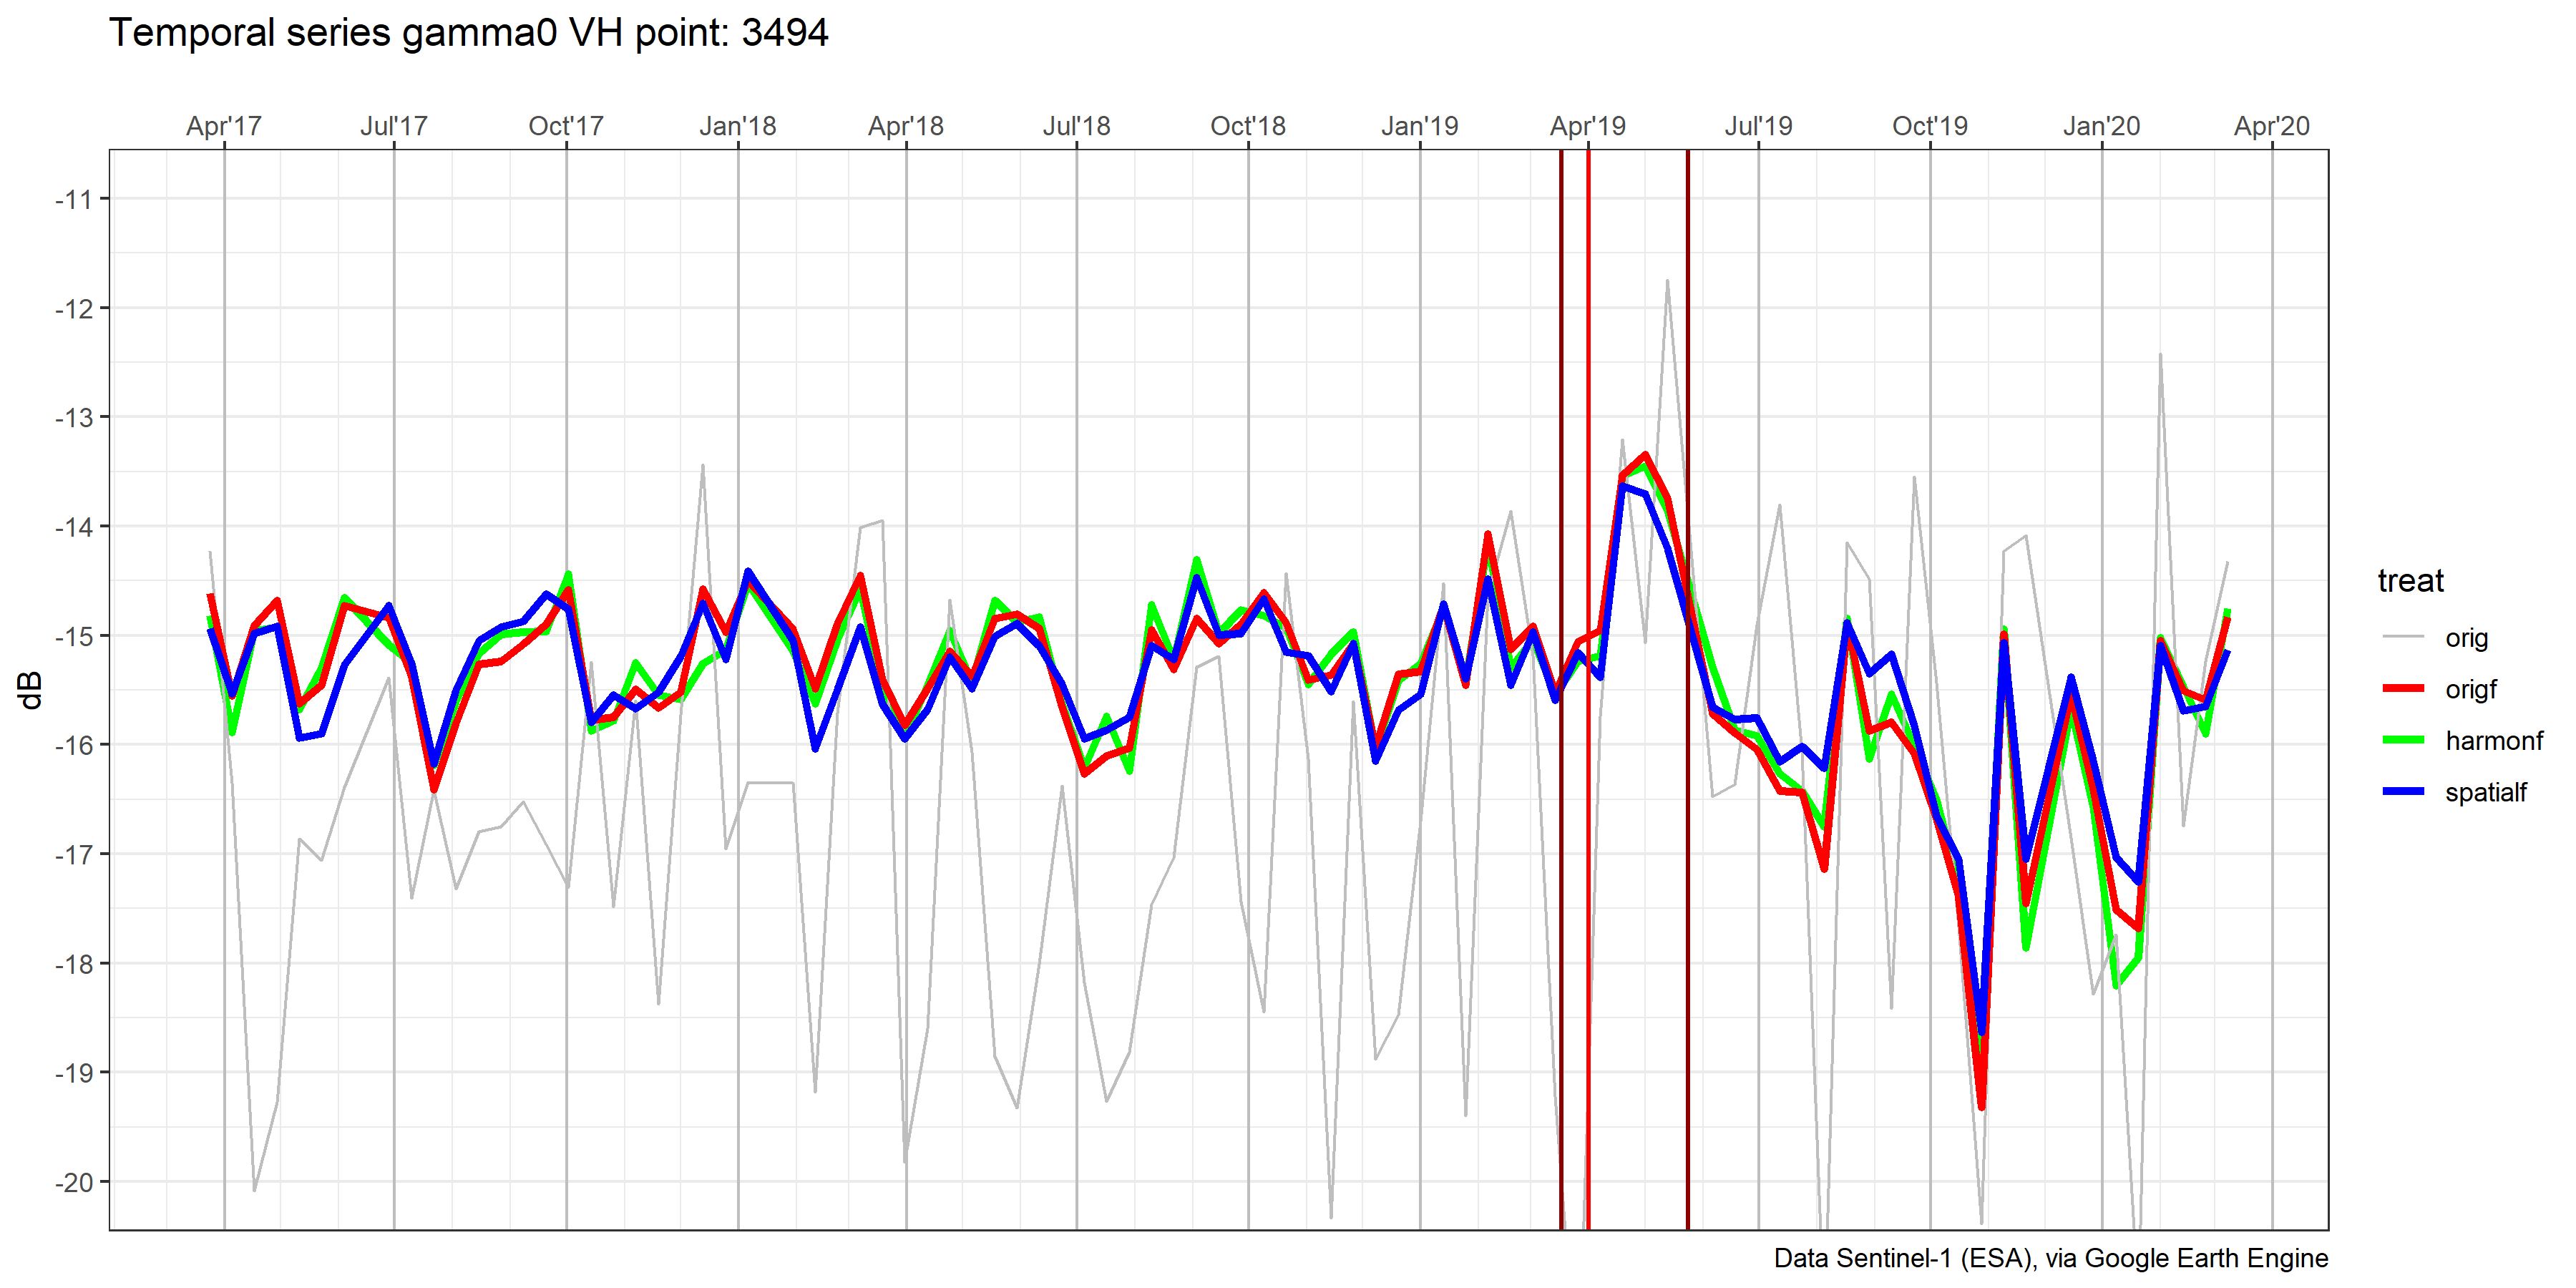 Temporal series gamma0 VH point: 3494
Apr'17 Jul'17 Oct'17 Jan'18 Apr'18 Jul'18 Oct'18 Jan'19 Apr'19 Jul'19 Oct'19 Jan'20 Apr'20
-11
-12
-13
-14
-15
-16
-17
-18
-19
-20
dB
treat
orig
origf
harmonf
spatialf
Data Sentinel-1 (ESA), via Google Earth Engine